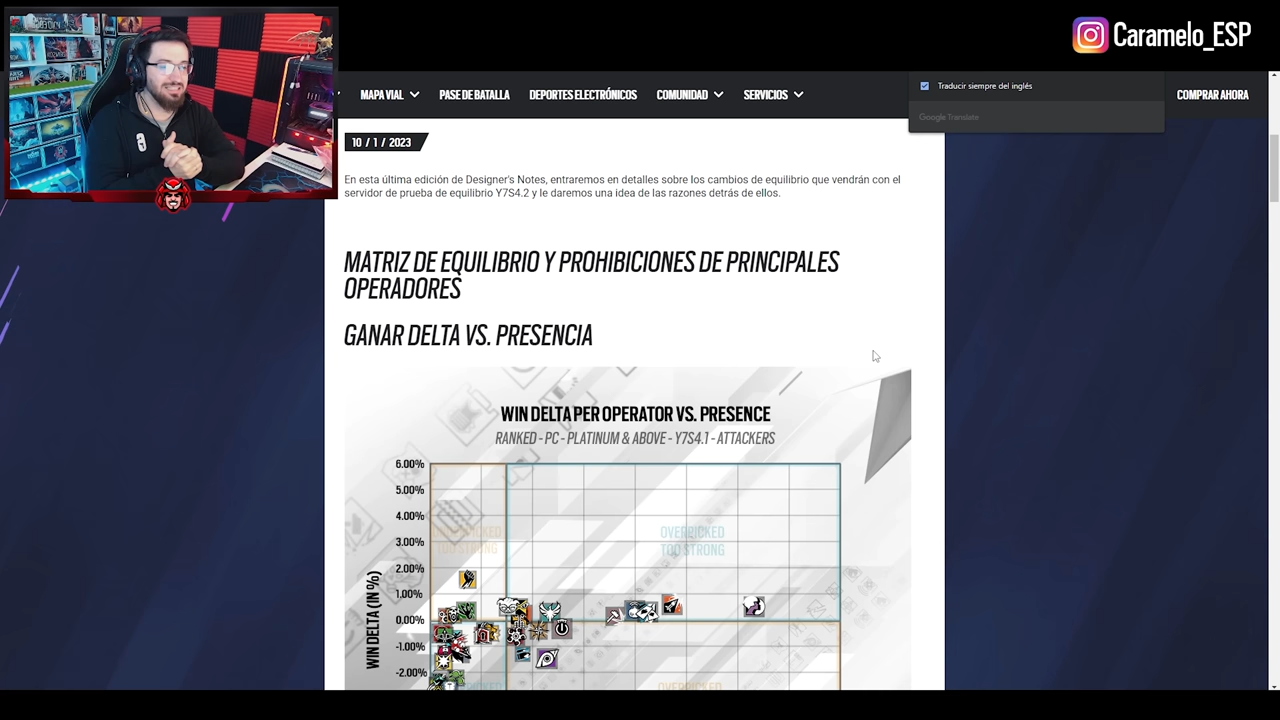 Caramelo_ESP
Traducir siempre del inglés
Google Translate
MAPA VIAL
PASE DE BATALLA
DEPORTES ELECTRÓNICOS
COMUNIDAD
SERVICIOS
COMPRAR AHORA
10 / 1 / 2023
En esta última edición de Designer's Notes, entraremos en detalles sobre los cambios de equilibrio que vendrán con el
servidor de prueba de equilibrio Y7S4.2 y le daremos una idea de las razones detrás de ellos.
MATRIZ DE EQUILIBRIO Y PROHIBICIONES DE PRINCIPALES
OPERADORES
GANAR DELTA VS. PRESENCIA
WIN DELTA PER OPERATOR VS. PRESENCE
RANKED - PC - PLATINUM & ABOVE - Y7S4.1 - ATTACKERS
WIN DELTA (IN %)
6.00%
5.00%
4.00%
3.00%
2.00%
1.00%
0.00%
-1.00%
-2.00%
TOO STRONG
OVERPICKED
TOO STRONG
OVERPICKED